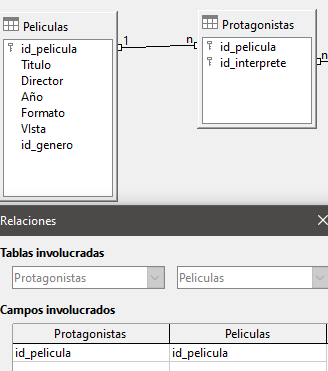 Peliculas
id_pelicula
Titulo
Director
Año
Formato
VIsta
id_genero
1
n
Protagonistas
id_pelicula
id_interprete
n
Relaciones
Tablas involucradas
Protagonistas
Peliculas
Campos involucrados
Protagonistas Peliculas
id_pelicula id_pelicula